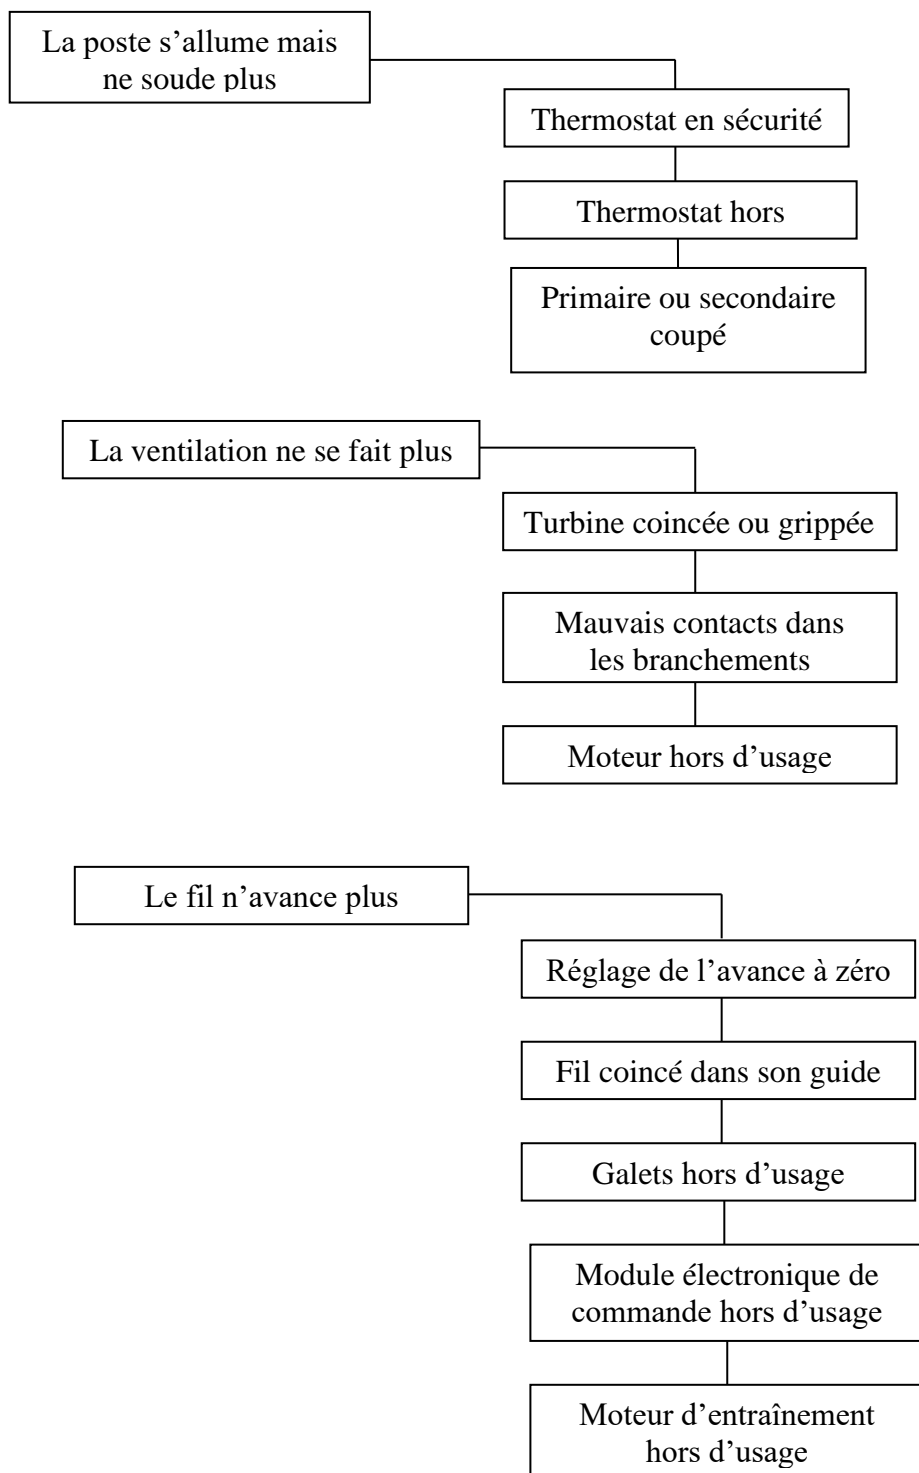 La poste s’allume mais
ne soude plus
Thermostat en sécurité
Thermostat hors
Primaire ou secondaire
coupé
La ventilation ne se fait plus
Turbine coincée ou grippée
Mauvais contacts dans
les branchements
Moteur hors d’usage
Le fil n’avance plus
Réglage de l’avance à zéro
Fil coincé dans son guide
Galets hors d’usage
Module électronique de
commande hors d’usage
Moteur d’entraînement
hors d’usage